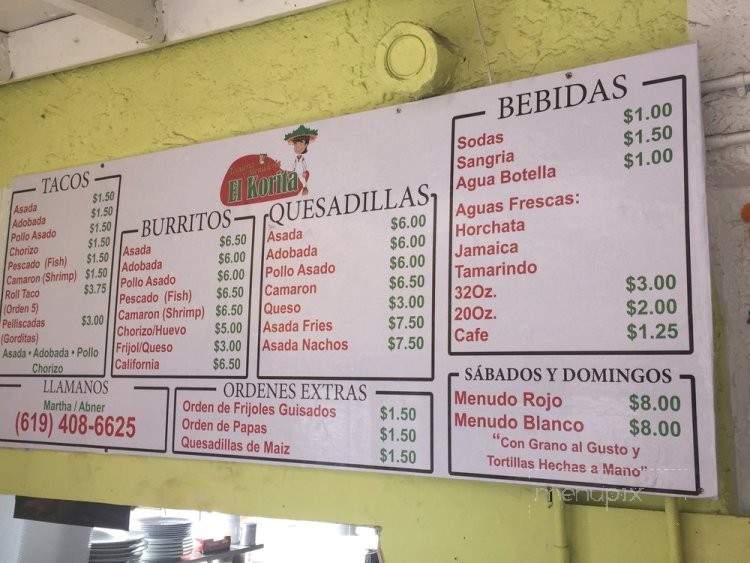 El Korita
TACOS
Asada $1.50
Adobada $1.50
Pollo Asado $1.50
Chorizo $1.50
Pescado (Fish) $1.50
Camaron (Shrimp) $1.50
Roll Taco $3.75
(Orden 5)
Pelliscadas $3.00
(Gorditas)
Asada • Adobada • Pollo
Chorizo
BURRITOS
Asada $6.50
Adobada $6.00
Pollo Asado $6.00
Pescado (Fish) $6.50
Camaron (Shrimp) $6.50
Chorizo/Huevo $5.00
Frijol/Queso $3.00
California $6.50
QUESADILLAS
Asada $6.00
Adobada $6.00
Pollo Asado $6.00
Camaron $6.50
Queso $3.00
Asada Fries $7.50
Asada Nachos $7.50
BEBIDAS
Sodas $1.00
Sangria $1.50
Agua Botella $1.00
Aguas Frescas:
Horchata
Jamaica
Tamarindo
32Oz. $3.00
20Oz. $2.00
Cafe $1.25
LLAMANOS
Martha / Abner
(619) 408-6625
ORDENES EXTRAS
Orden de Frijoles Guisados $1.50
Orden de Papas $1.50
Quesadillas de Maiz $1.50
SÁBADOS Y DOMINGOS
Menudo Rojo $8.00
Menudo Blanco $8.00
“Con Grano al Gusto y
Tortillas Hechas a Mano”
menupix